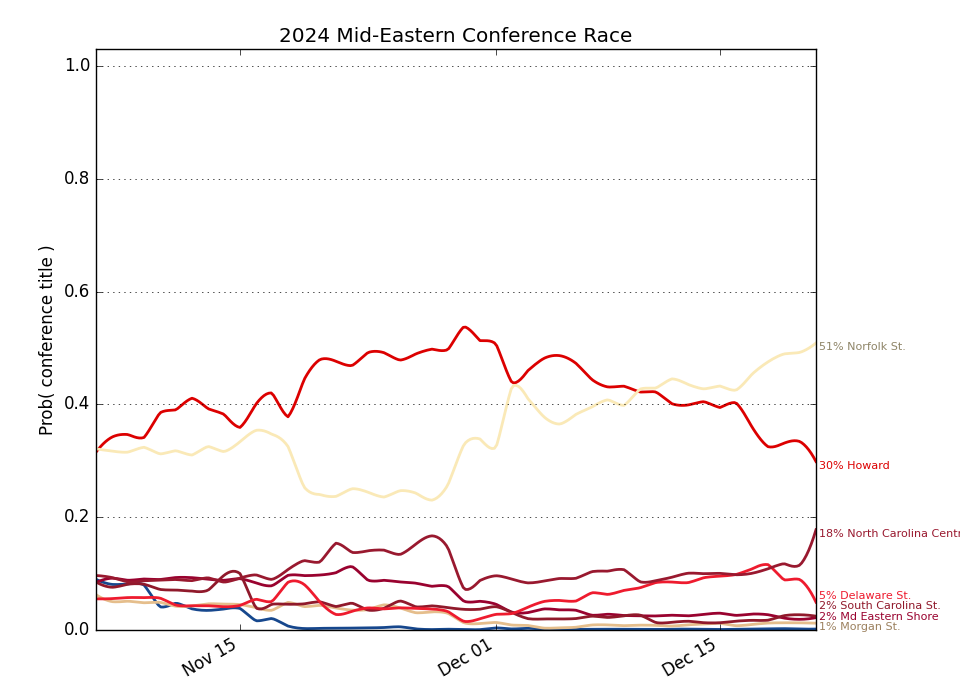 2024 Mid-Eastern Conference Race
Prob( conference title )
1.0
0.8
0.6
0.4
0.2
0.0
Nov 15
Dec 01
Dec 15
51% Norfolk St.
30% Howard
18% North Carolina Centr
5% Delaware St.
2% South Carolina St.
2% Md Eastern Shore
1% Morgan St.